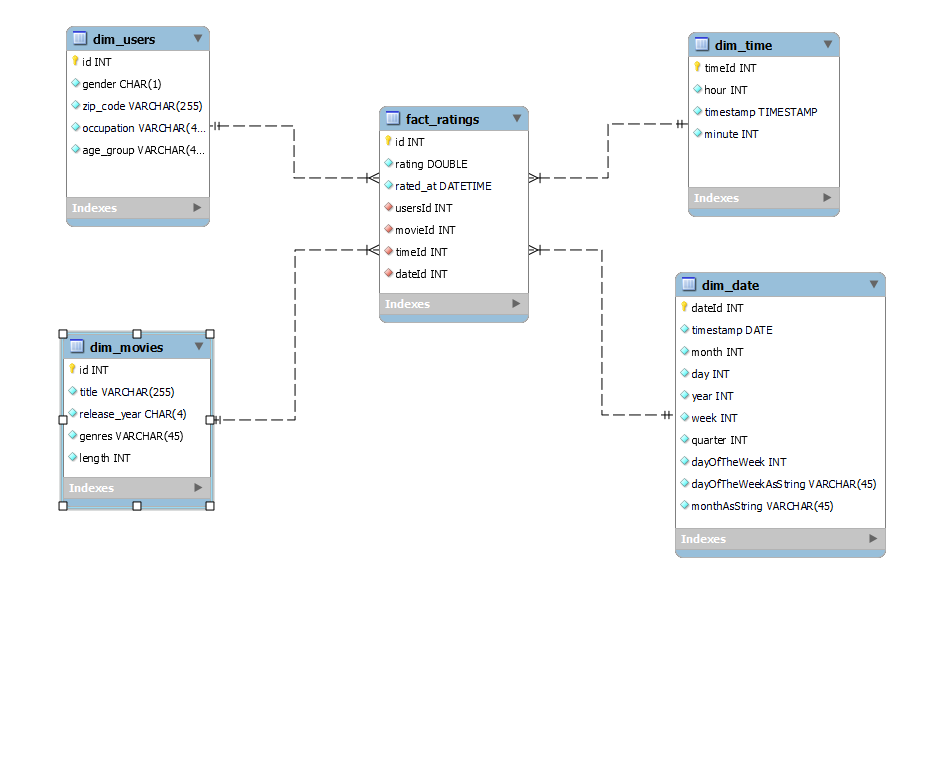 dim_users
id INT
gender CHAR(1)
zip_code VARCHAR(255)
occupation VARCHAR(4...
age_group VARCHAR(4...
Indexes
fact_ratings
id INT
rating DOUBLE
rated_at DATETIME
usersId INT
movieId INT
timeId INT
dateId INT
Indexes
dim_time
timeId INT
hour INT
timestamp TIMESTAMP
minute INT
Indexes
dim_movies
id INT
title VARCHAR(255)
release_year CHAR(4)
genres VARCHAR(45)
length INT
Indexes
dim_date
dateId INT
timestamp DATE
month INT
day INT
year INT
week INT
quarter INT
dayOfTheWeek INT
dayOfTheWeekAsString VARCHAR(45)
monthAsString VARCHAR(45)
Indexes